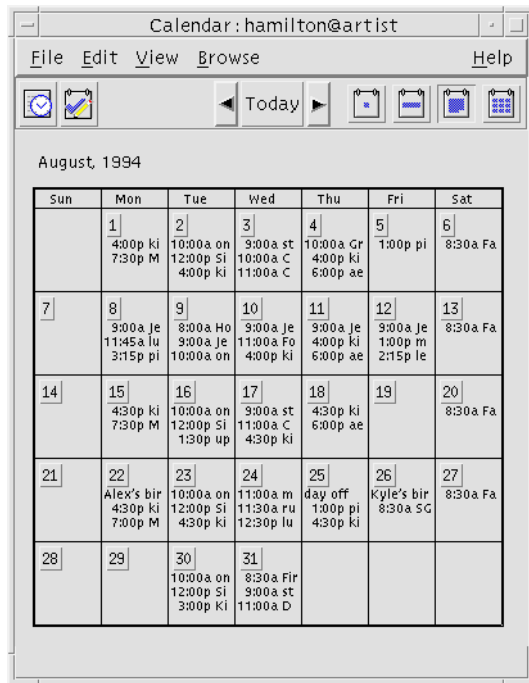 Calendar : hamilton@artist
File Edit View Browse Help
Today
August, 1994
Sun Mon Tue Wed Thu Fri Sat
1 2 3 4 5 6
4:00p ki 10:00a on 9:00a st 10:00a Gr 1:00p pi 8:30a Fa
7:30p M 12:00p Si 10:00a C 4:00p ki
4:00p ki 11:00a C 6:00p ae
7 8 9 10 11 12 13
9:00a Je 8:00a Ho 9:00a Je 9:00a Je 9:00a Je 8:30a Fa
11:45a lu 9:00a Je 11:00a Fo 4:00p ki 1:00p m
3:15p pi 10:00a on 4:00p ki 6:00p ae 2:15p le
14 15 16 17 18 19 20
4:30p ki 10:00a on 9:00a st 4:30p ki 8:30a Fa
7:30p M 12:00p Si 11:00a C 6:00p ae
1:30p up 4:30p ki
21 22 23 24 25 26 27
Alex's bir 10:00a on 11:00a m day off Kyle's bir 8:30a Fa
4:30p ki 12:00p Si 11:30a ru 1:00p pi 8:30a SG
7:00p M 4:30p ki 12:30p lu 4:30p ki
28 29 30 31
10:00a on 8:30a Fir
12:00p Si 9:00a st
3:00p Ki 11:00a D